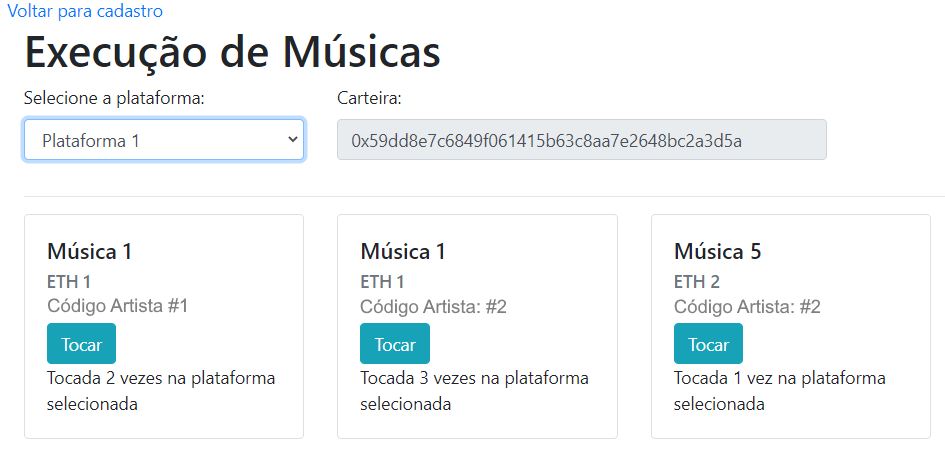 Voltar para cadastro
Execução de Músicas
Selecione a plataforma:
Carteira:
Plataforma 1
0x59dd8e7c6849f061415b63c8aa7e2648bc2a3d5a
Música 1
ETH 1
Código Artista #1
Tocar
Tocada 2 vezes na plataforma
selecionada
Música 1
ETH 1
Código Artista: #2
Tocar
Tocada 3 vezes na plataforma
selecionada
Música 5
ETH 2
Código Artista: #2
Tocar
Tocada 1 vez na plataforma
selecionada